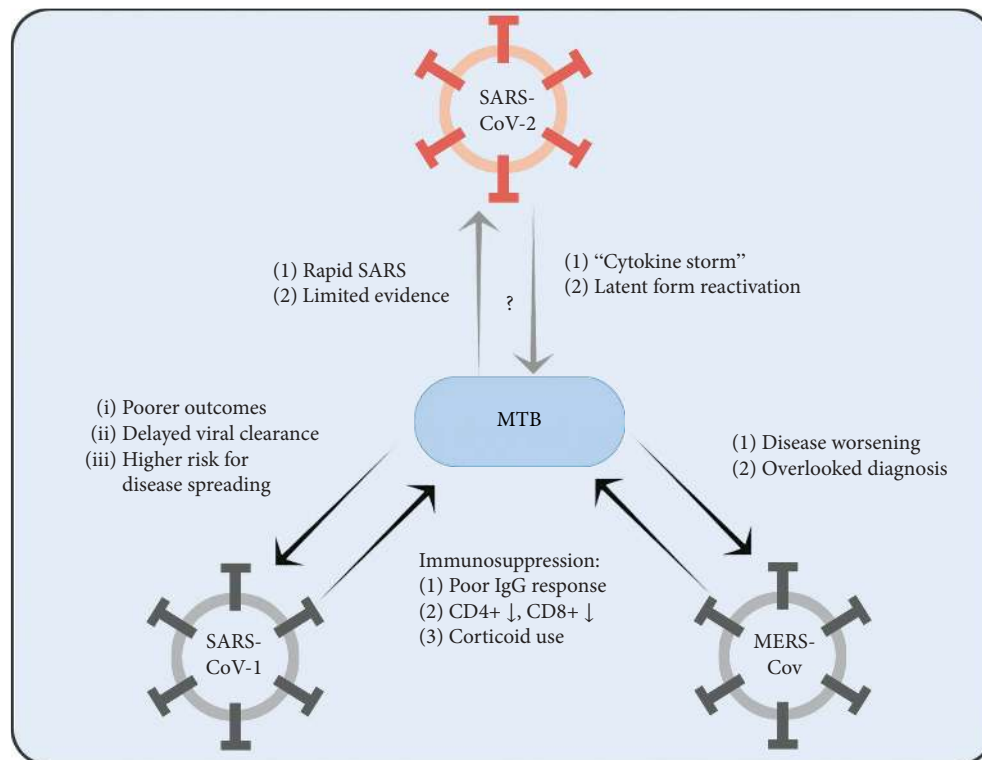 SARS-
CoV-2
(1) Rapid SARS
(2) Limited evidence
?
(1) “Cytokine storm”
(2) Latent form reactivation
MTB
(i) Poorer outcomes
(ii) Delayed viral clearance
(iii) Higher risk for
disease spreading
(1) Disease worsening
(2) Overlooked diagnosis
Immunosuppression:
(1) Poor IgG response
(2) CD4+ ↓, CD8+ ↓
(3) Corticoid use
SARS-
CoV-1
MERS-
Cov